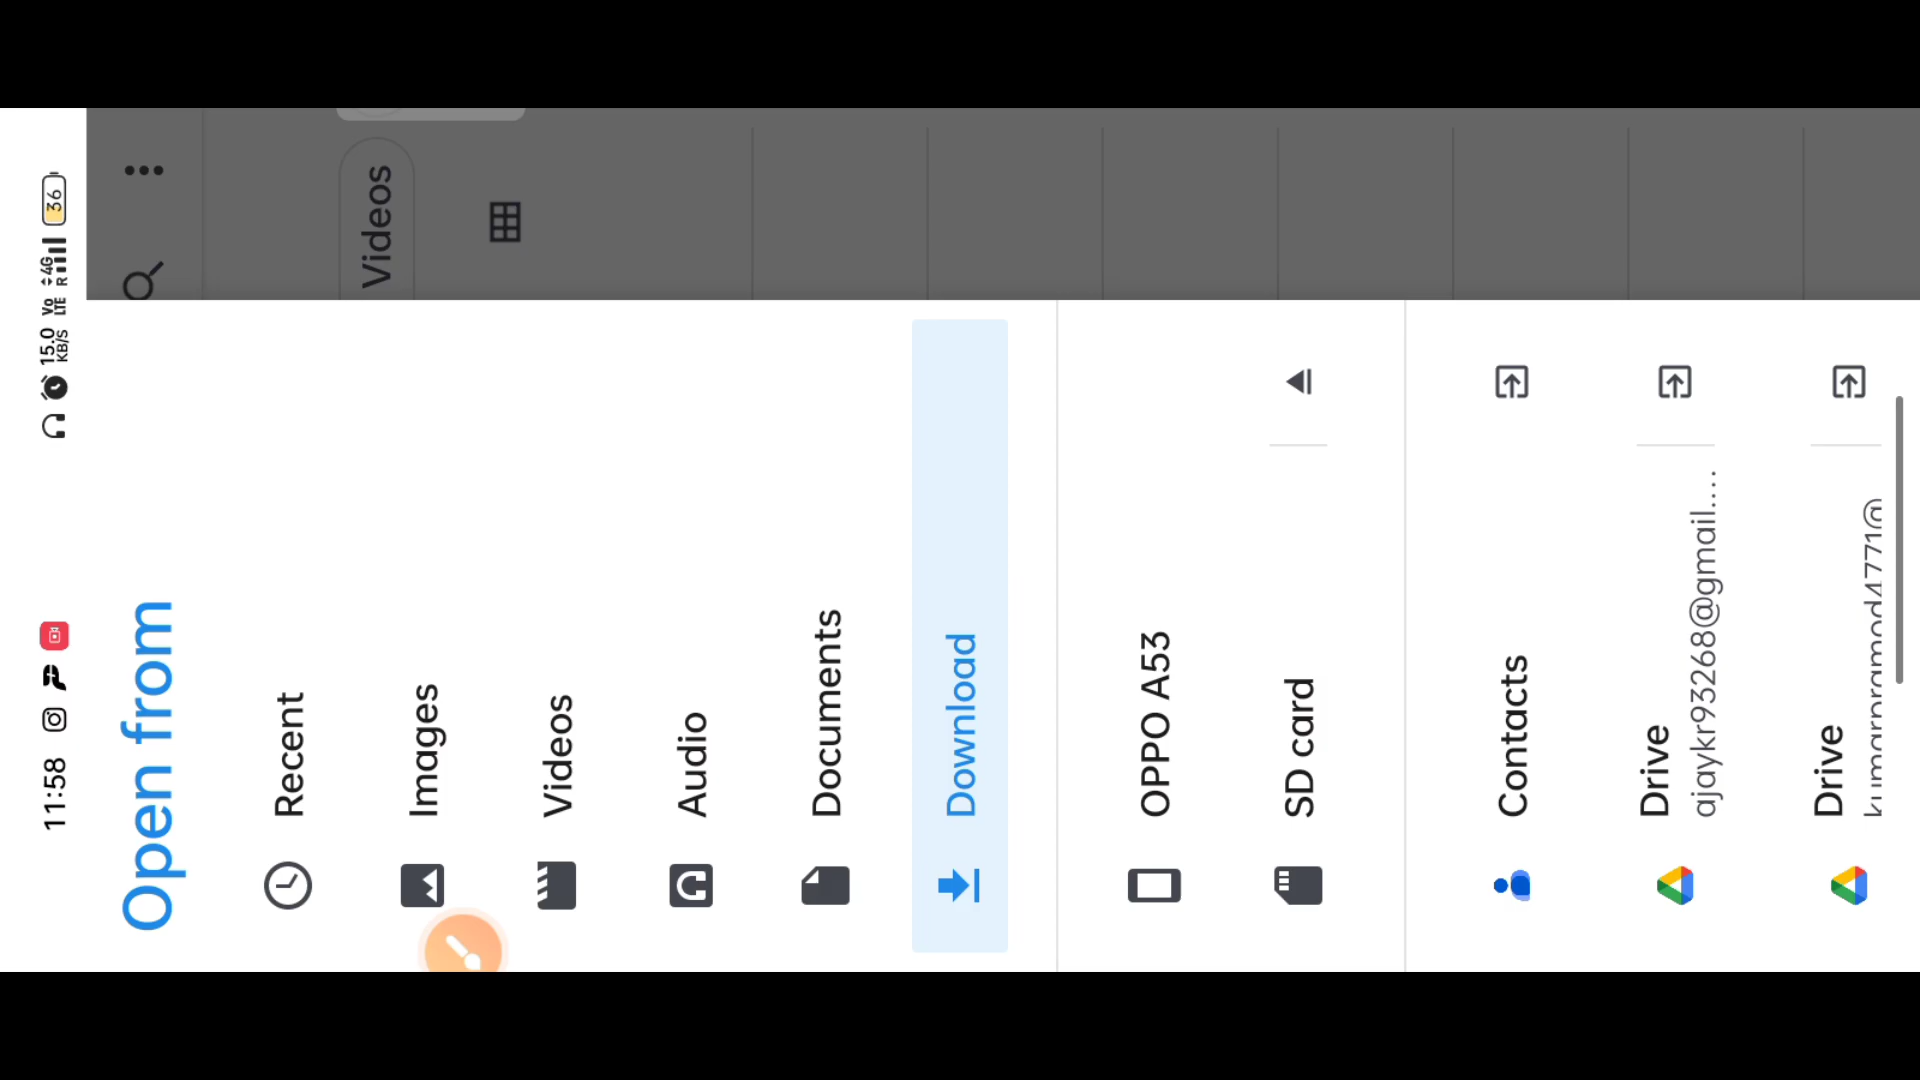 11:58
15.0 KB/S
Vo LTE
4G R
36
Videos
Open from
Recent
Images
Videos
Audio
Documents
Download
OPPO A53
SD card
Contacts
Drive
ajaykr93268@gmail....
Drive
kumarpramod4771@